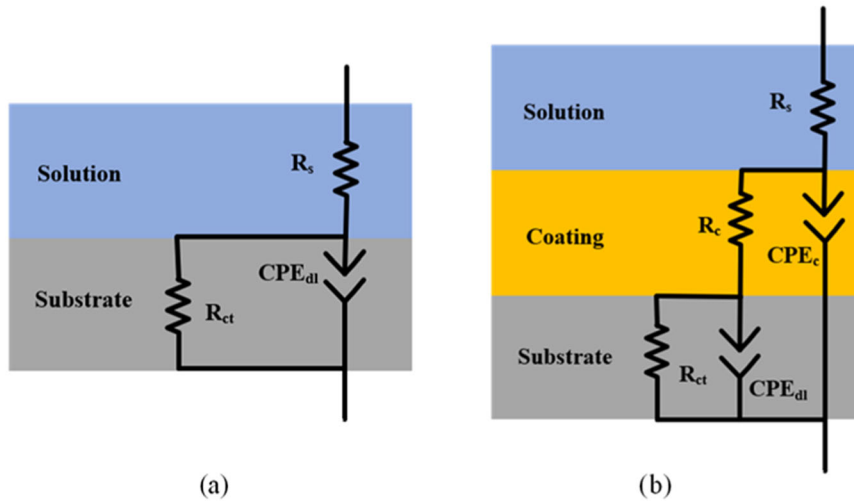 Solution
Rs
Substrate
Rct
CPEdl
(a)
Solution
Rs
Coating
Rc
CPEc
Substrate
Rct
CPEdl
(b)